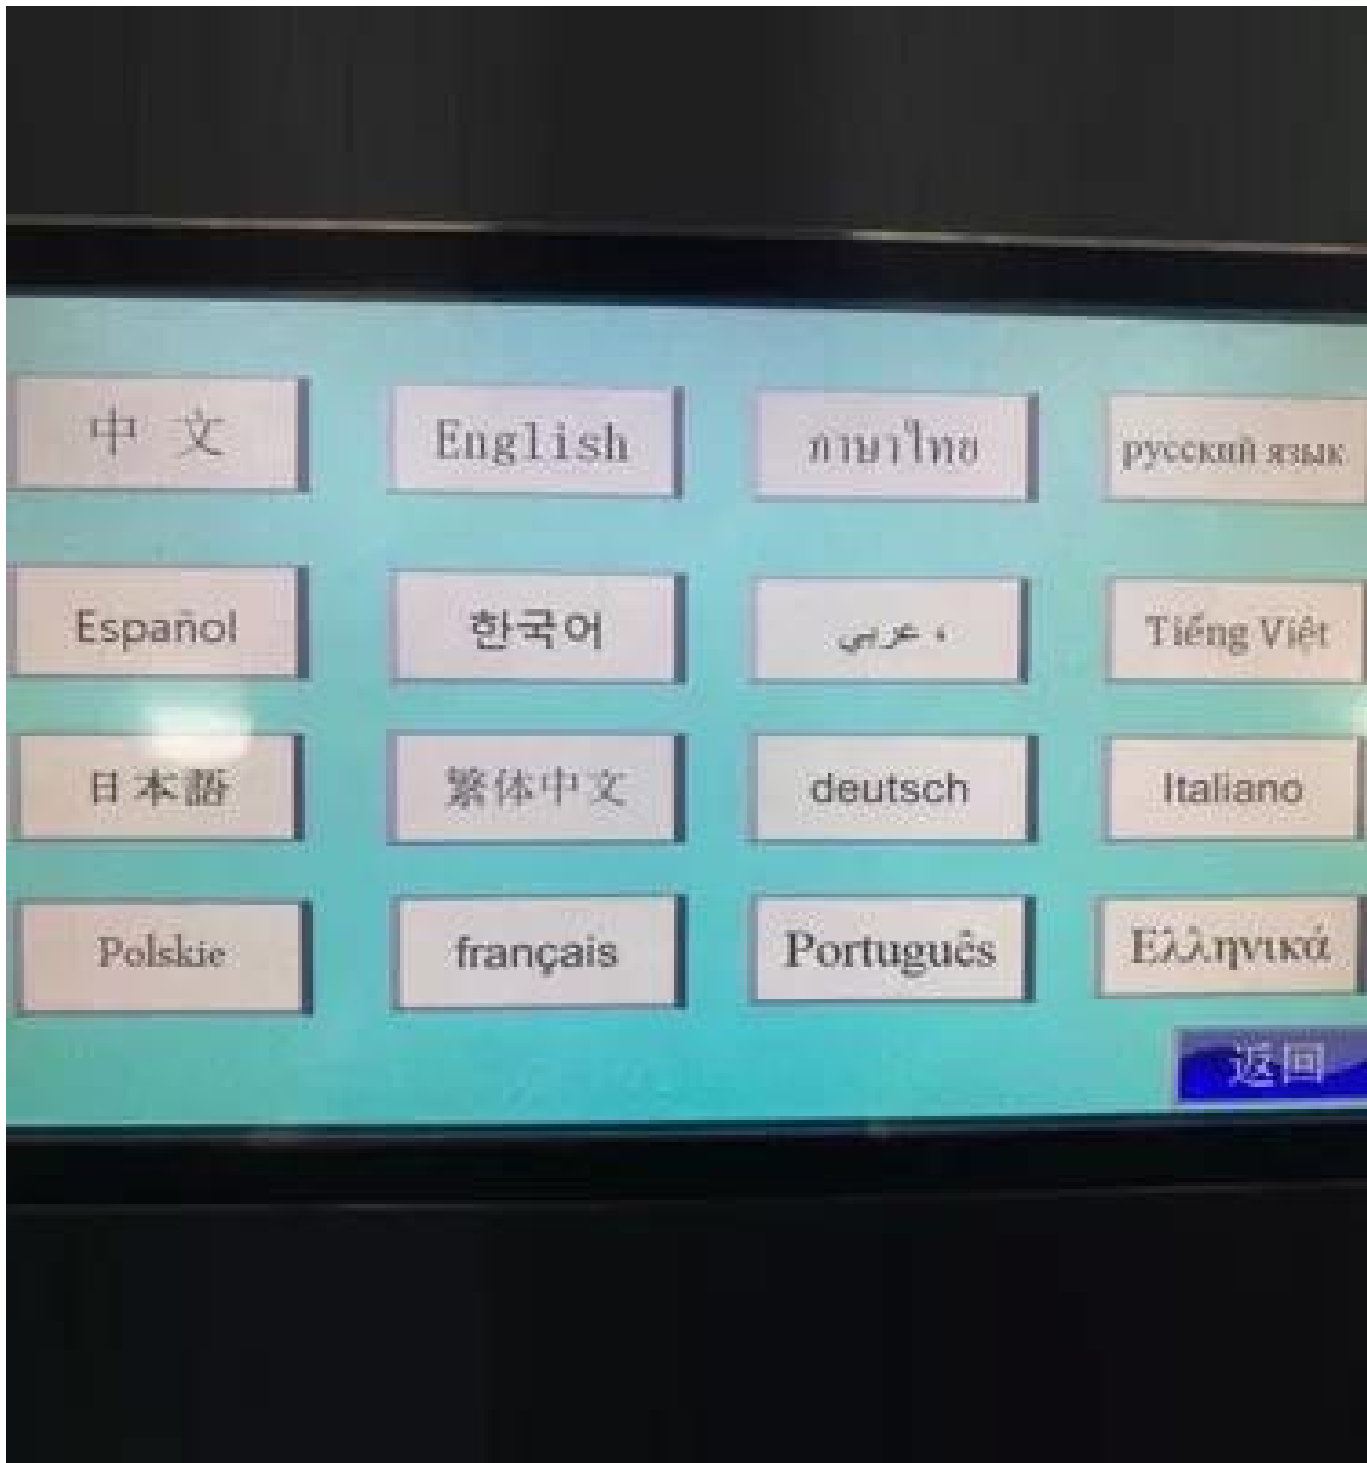 中 文
English
ภาษาไทย
русский язык
Español
한국어
عربي ،
Tiếng Việt
日本語
繁体中文
deutsch
Italiano
Polskie
français
Português
Ελληνικά
返回